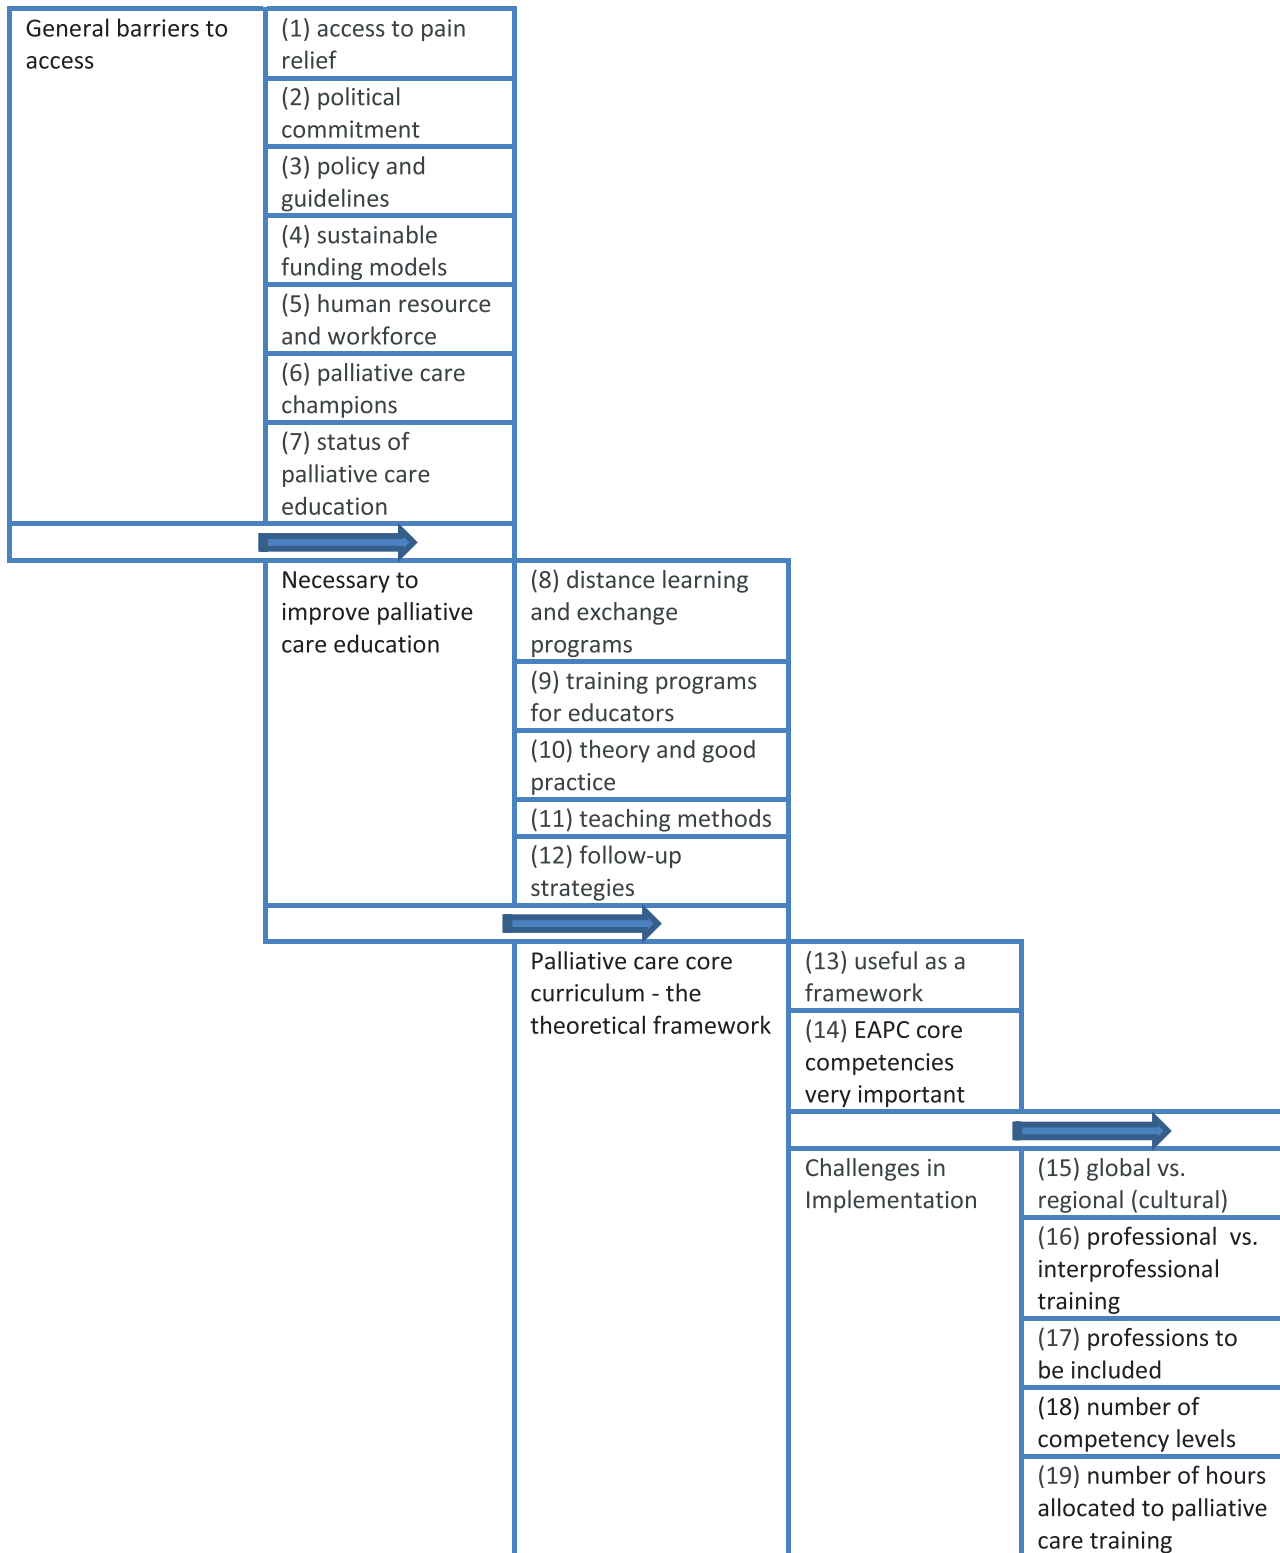 General barriers to
access
(1) access to pain
relief
(2) political
commitment
(3) policy and
guidelines
(4) sustainable
funding models
(5) human resource
and workforce
(6) palliative care
champions
(7) status of
palliative care
education
Necessary to
improve palliative
care education
(8) distance learning
and exchange
programs
(9) training programs
for educators
(10) theory and good
practice
(11) teaching methods
(12) follow-up
strategies
Palliative care core
curriculum - the
theoretical framework
(13) useful as a
framework
(14) EAPC core
competencies
very important
Challenges in
Implementation
(15) global vs.
regional (cultural)
(16) professional vs.
interprofessional
training
(17) professions to
be included
(18) number of
competency levels
(19) number of hours
allocated to palliative
care training